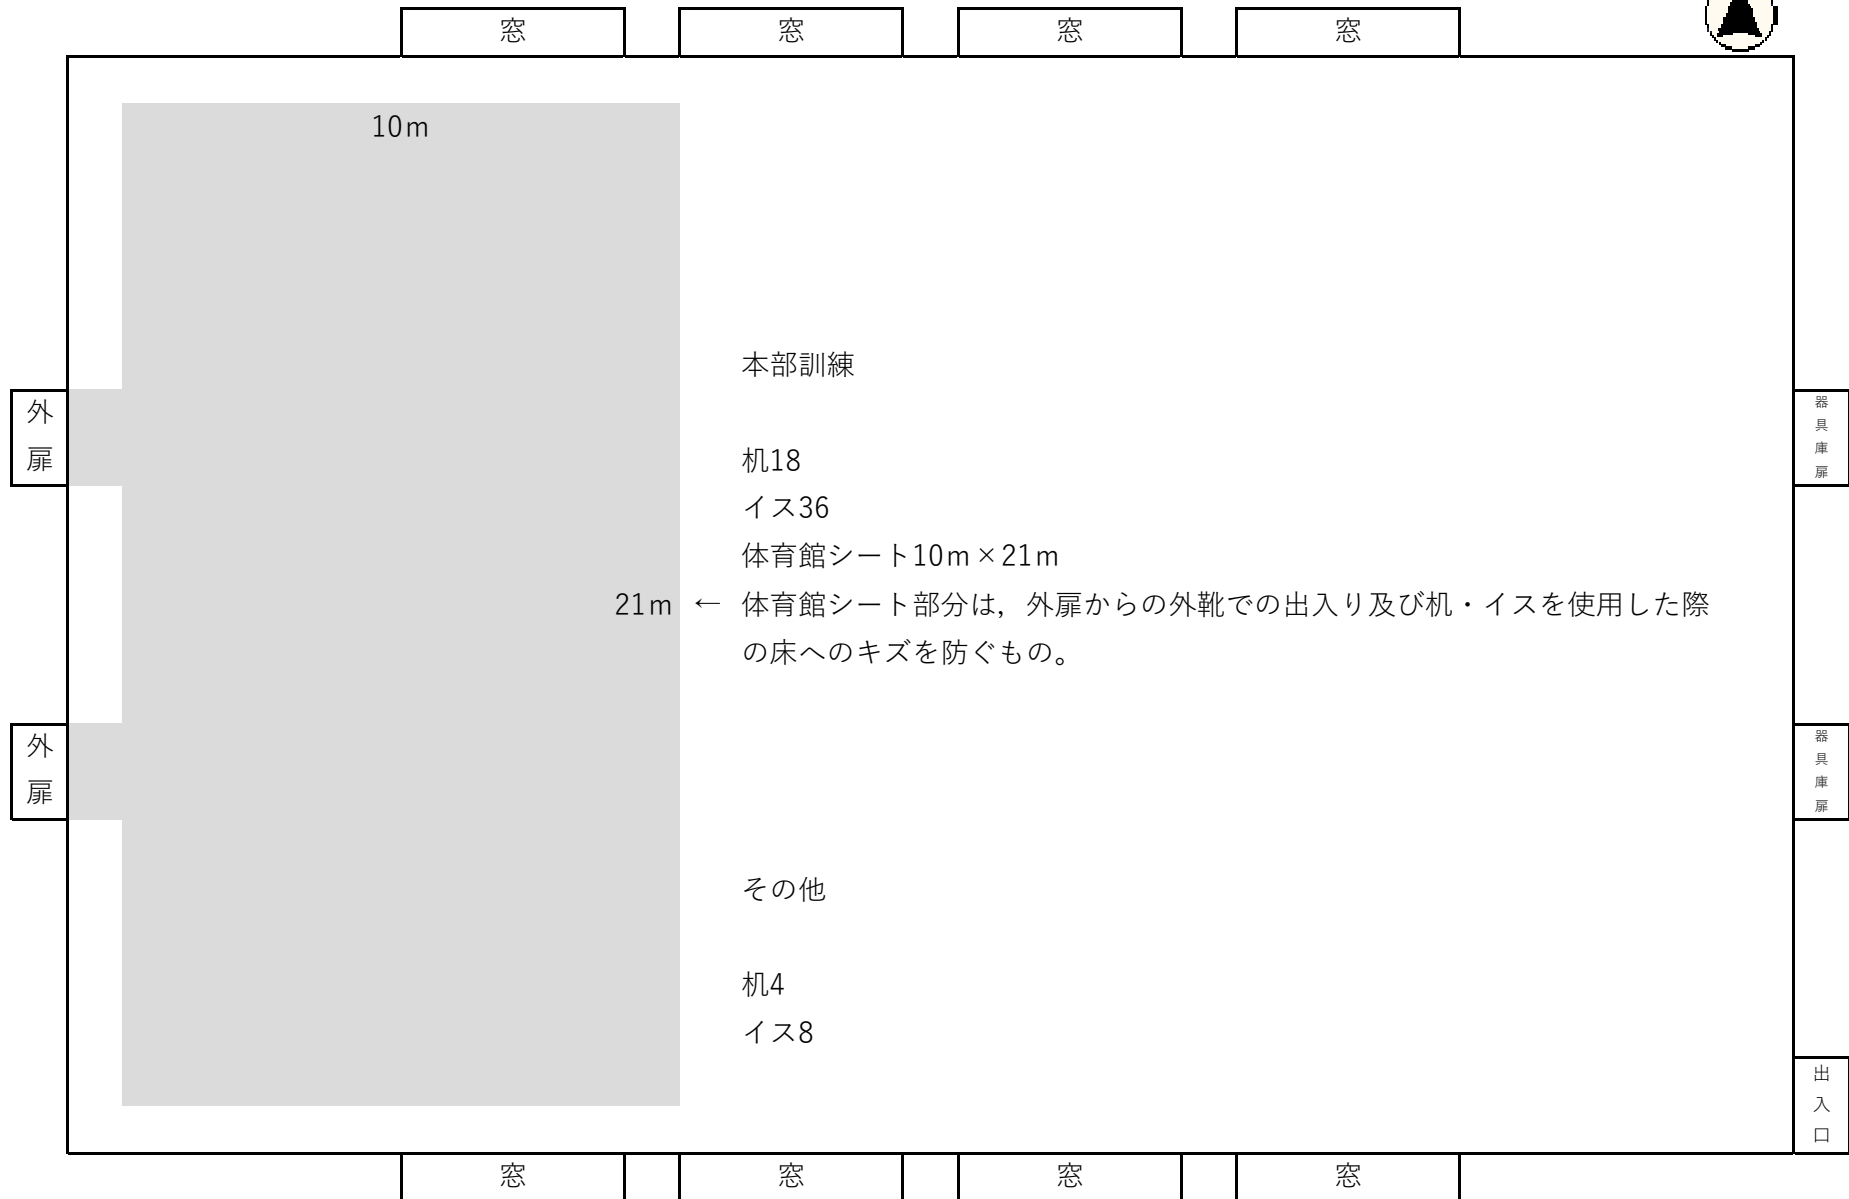 窓 窓 窓 窓
10m
本部訓練
外扉
器具庫扉
机18
イス36
体育館シート10m×21m
21m ← 体育館シート部分は，外扉からの外靴での出入り及び机・イスを使用した際
の床へのキズを防ぐもの。
外扉
器具庫扉
その他
机4
イス8
出入口
窓 窓 窓 窓